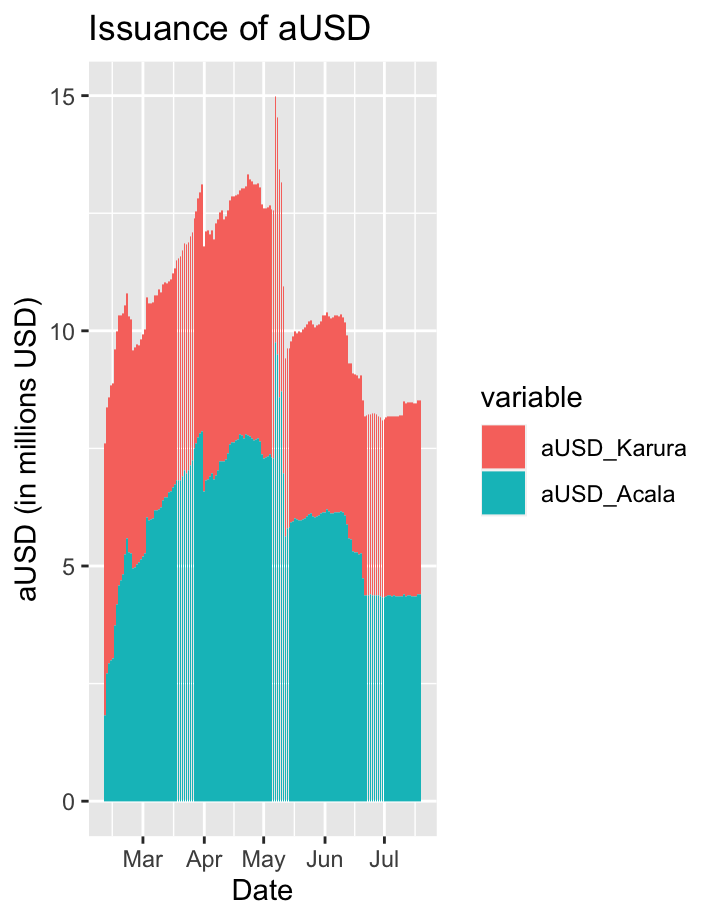 Issuance of aUSD
aUSD (in millions USD)
15
10
5
0
Mar Apr May Jun Jul
Date
variable
aUSD_Karura
aUSD_Acala